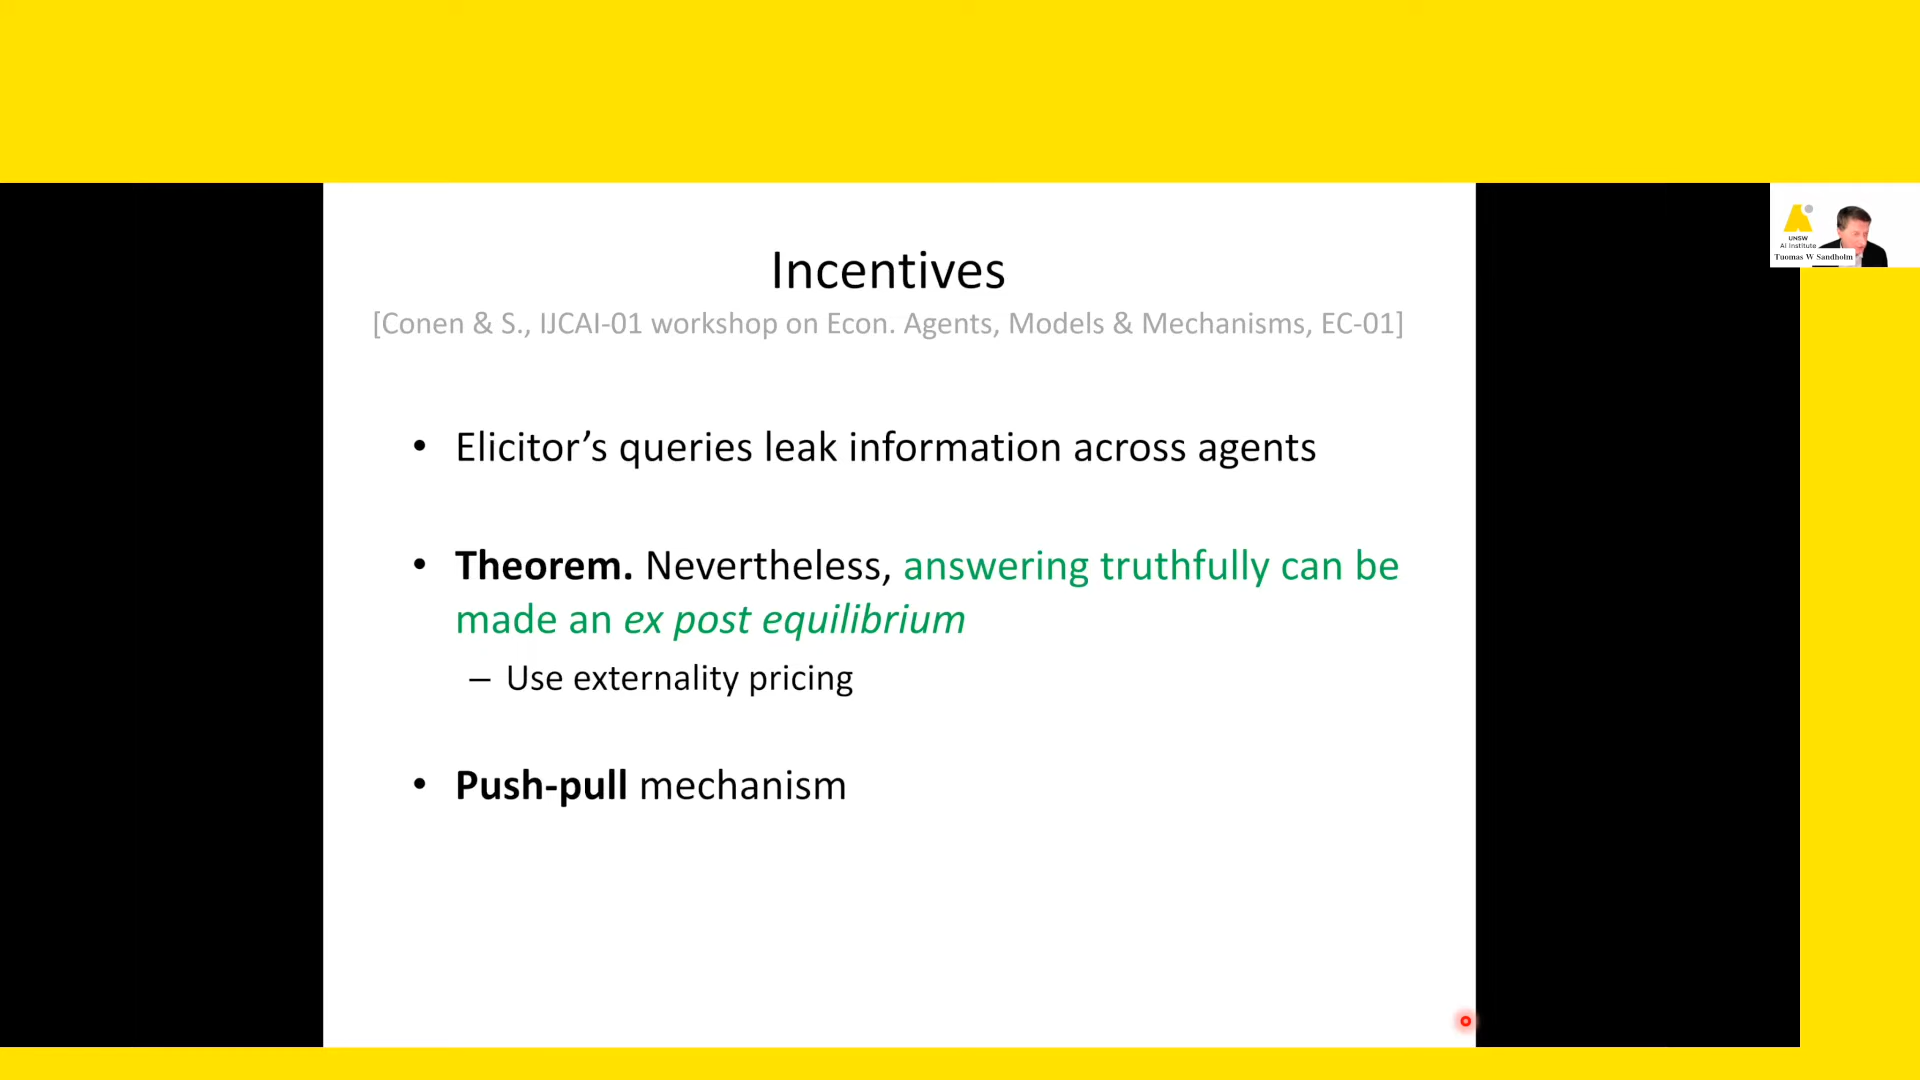 Incentives
[Conen & S., IJCAI-01 workshop on Econ. Agents, Models & Mechanisms, EC-01]
• Elicitor’s queries leak information across agents
• Theorem. Nevertheless, answering truthfully can be
made an ex post equilibrium
– Use externality pricing
• Push-pull mechanism
UNSW
AI Institute
Tuomas W Sandholm